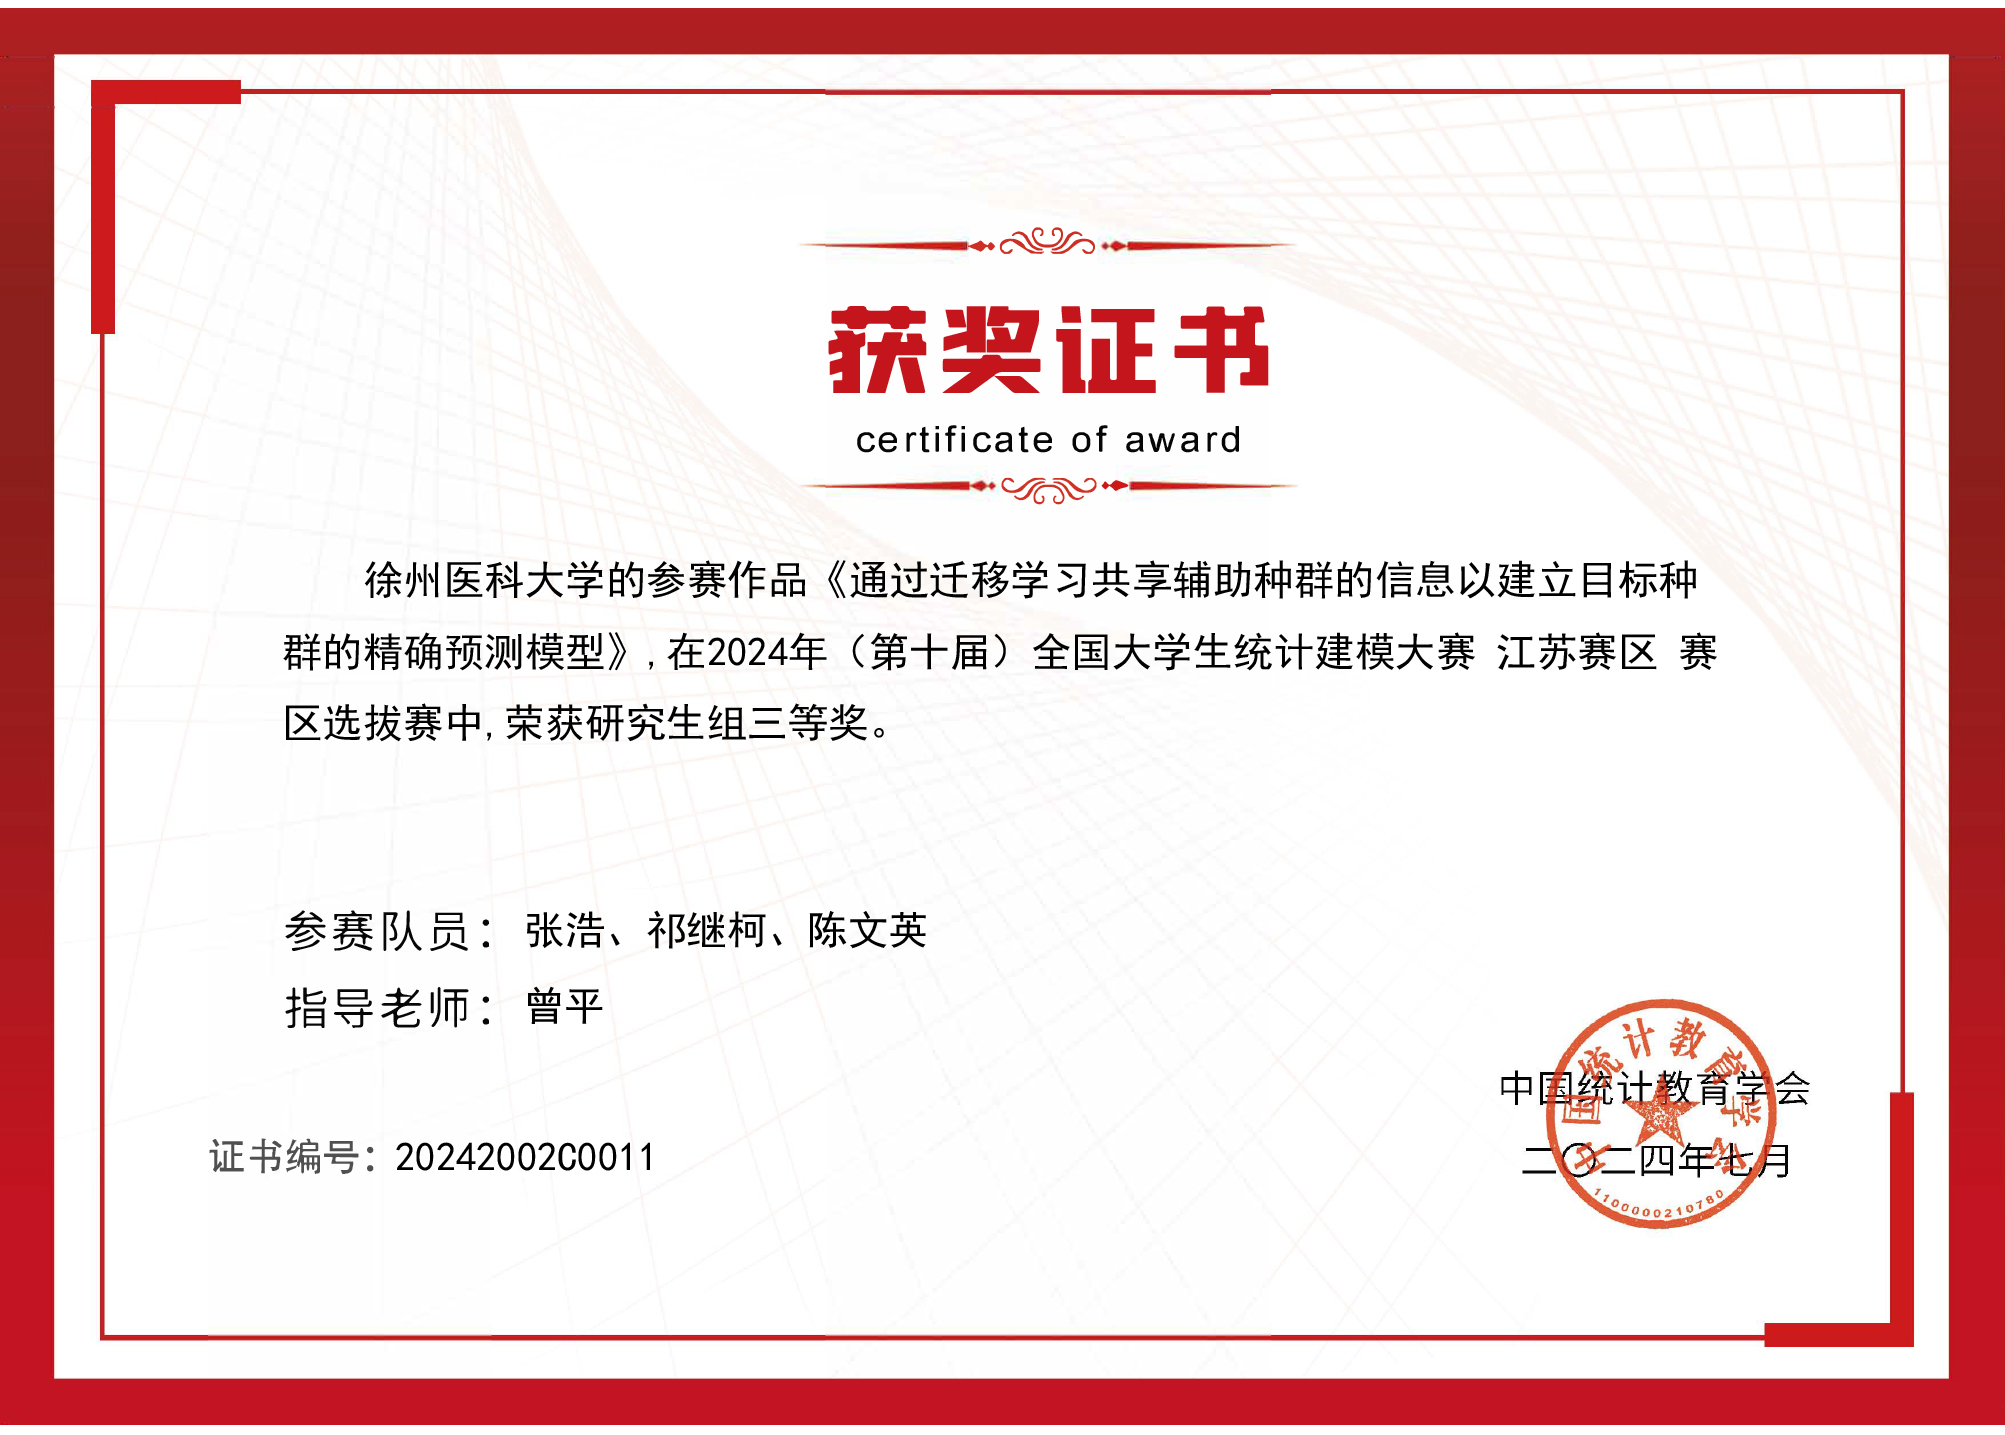 获奖证书
certificate of award
徐州医科大学的参赛作品《通过迁移学习共享辅助种群的信息以建立目标种
群的精确预测模型》,在2024年（第十届）全国大学生统计建模大赛 江苏赛区 赛
区选拔赛中,荣获研究生组三等奖。
参赛队员：张浩、祁继柯、陈文英
指导老师：曾平
中国统计教育学会
二〇二四年七月
中国统计教育学会
1100000210780
证书编号：20242002C0011